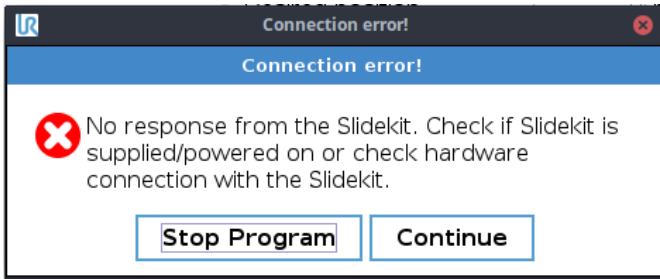 UR
Connection error!
Connection error!
No response from the Slidekit. Check if Slidekit is
supplied/powered on or check hardware
connection with the Slidekit.
Stop Program
Continue